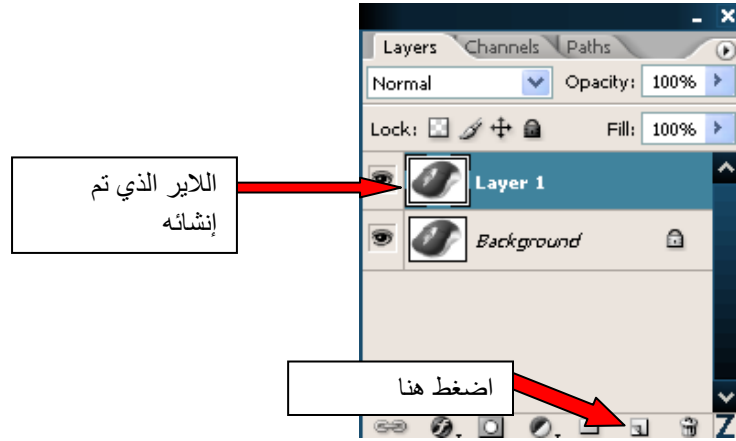 Layers Channels Paths
Normal Opacity: 100%
Lock: Fill: 100%
اللاير الذي تم
إنشائه
Layer 1
Background
اضغط هنا
Z